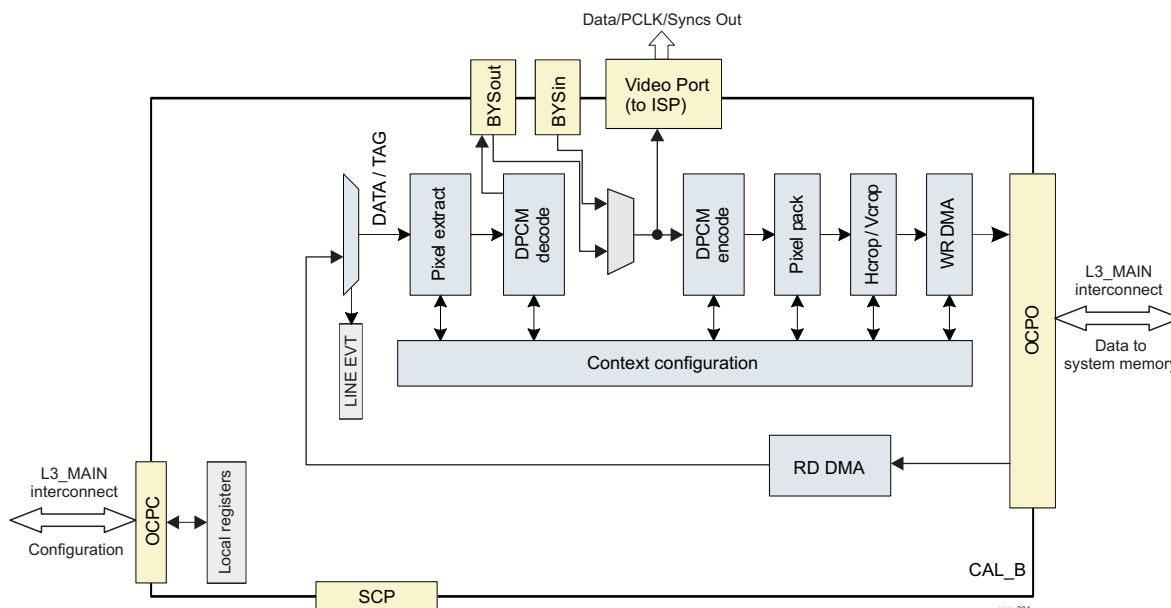 Data/PCLK/Syncs Out
BYSout
BYSin
Video Port
(to ISP)
DATA / TAG
Pixel extract
DPCM
decode
DPCM
encode
Pixel pack
Hcrop / Vcrop
WR DMA
LINE EVT
Context configuration
OCPO
L3_MAIN
interconnect
Data to
system memory
RD DMA
L3_MAIN
interconnect
Configuration
OCPC
Local registers
CAL_B
SCP